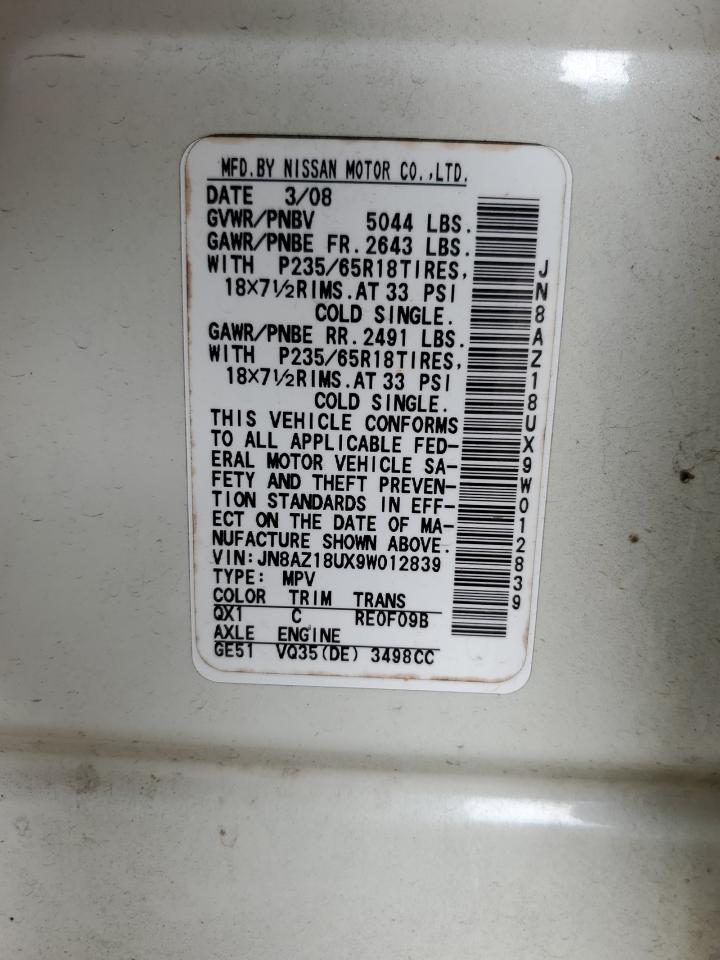 MFD.BY NISSAN MOTOR CO.,LTD.
DATE 3/08
GVWR/PNBV 5044 LBS.
GAWR/PNBE FR.2643 LBS.
WITH P235/65R18TIRES,
18×7½RIMS.AT 33 PSI
COLD SINGLE.
GAWR/PNBE RR.2491 LBS.
WITH P235/65R18TIRES,
18×7½RIMS.AT 33 PSI
COLD SINGLE.
THIS VEHICLE CONFORMS
TO ALL APPLICABLE FED-
ERAL MOTOR VEHICLE SA-
FETY AND THEFT PREVEN-
TION STANDARDS IN EFF-
ECT ON THE DATE OF MA-
NUFACTURE SHOWN ABOVE.
VIN:JN8AZ18UX9W012839
TYPE: MPV
COLOR TRIM TRANS
QX1 C RE0F09B
AXLE ENGINE
GE51 VQ35(DE) 3498CC
JN8AZ18UX9W012839